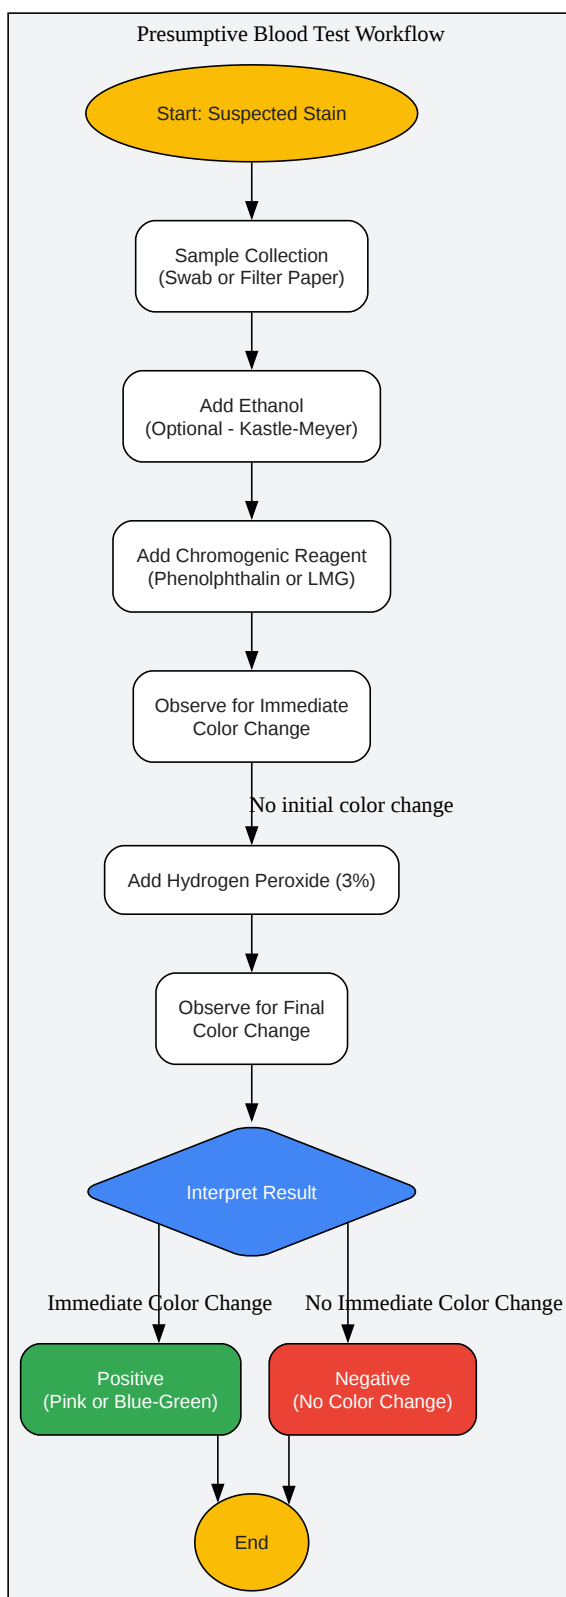 Presumptive Blood Test Workflow
Start: Suspected Stain
Sample Collection
(Swab or Filter Paper)
Add Ethanol
(Optional - Kastle-Meyer)
Add Chromogenic Reagent
(Phenolphthalin or LMG)
Observe for Immediate
Color Change
No initial color change
Add Hydrogen Peroxide (3%)
Observe for Final
Color Change
Interpret Result
Immediate Color Change
No Immediate Color Change
Positive
(Pink or Blue-Green)
Negative
(No Color Change)
End